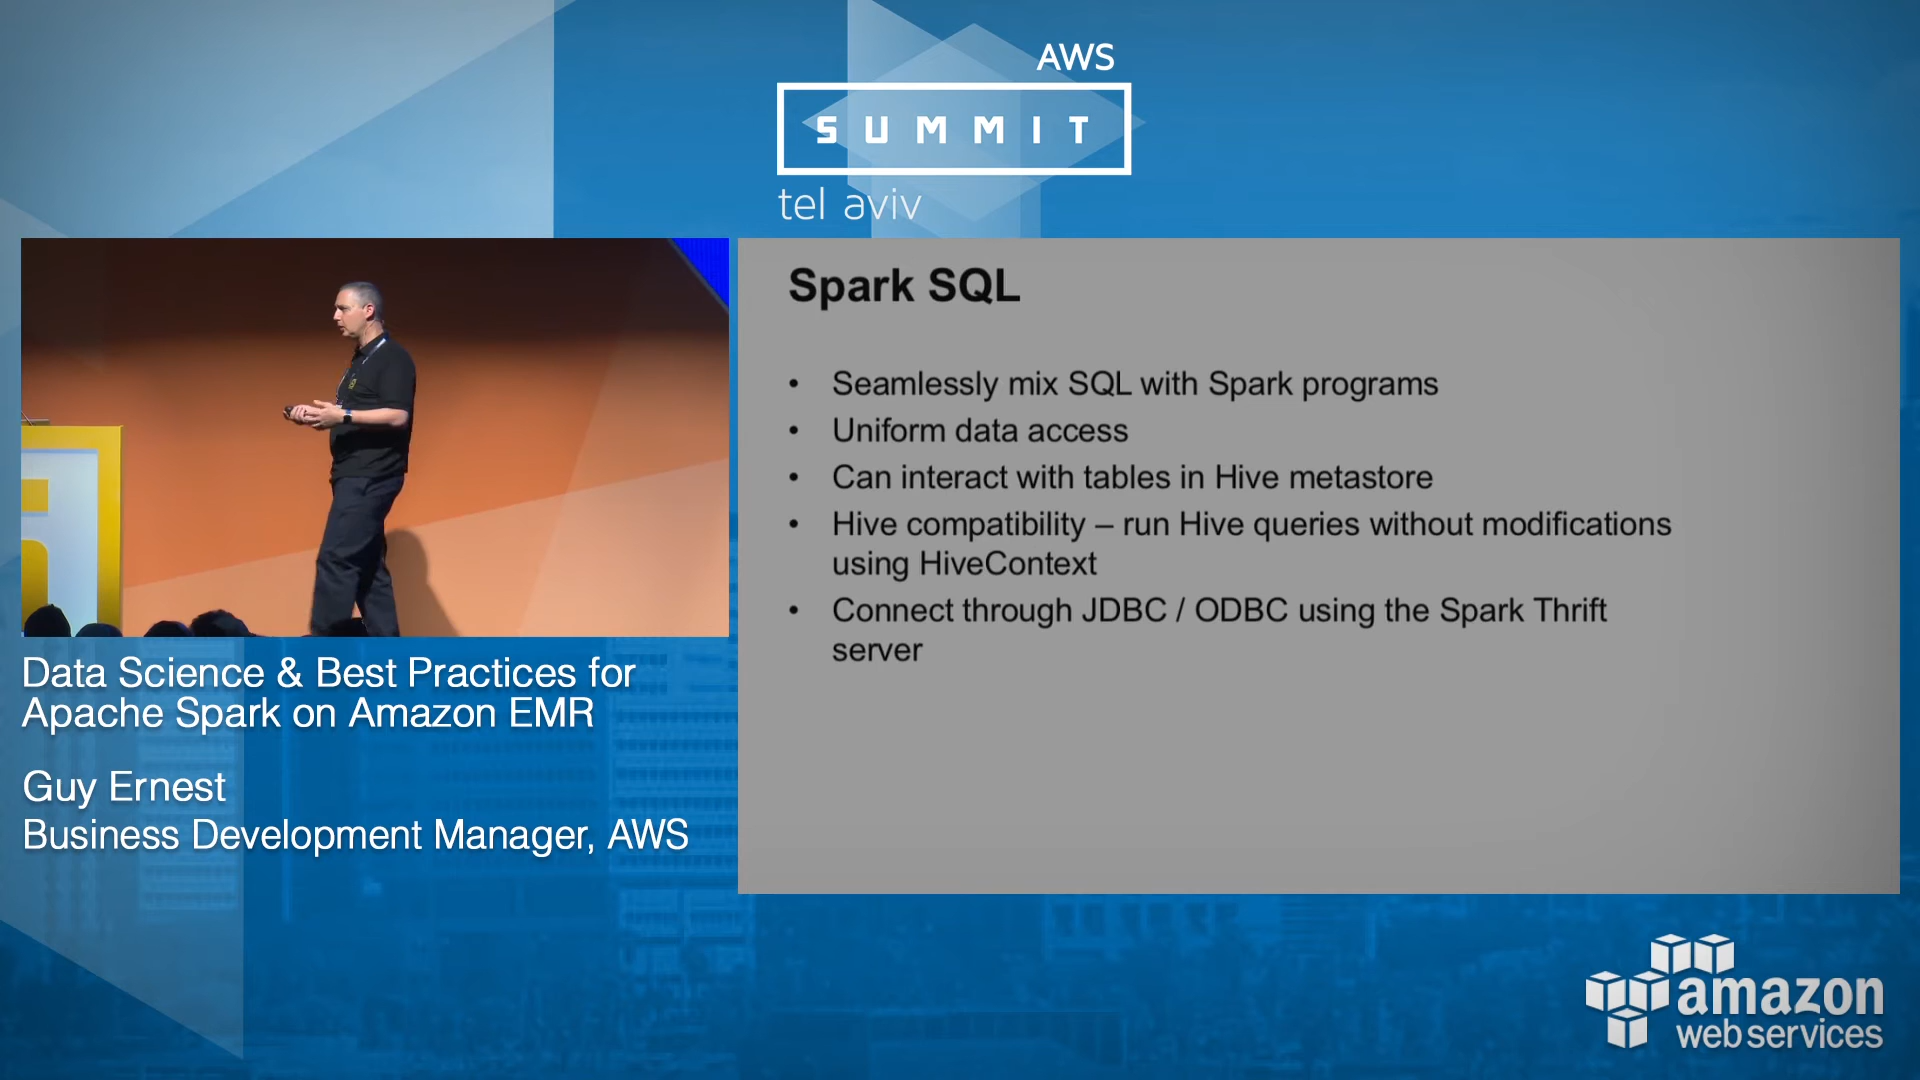 AWS
SUMMIT
tel aviv
Spark SQL
• Seamlessly mix SQL with Spark programs
• Uniform data access
• Can interact with tables in Hive metastore
• Hive compatibility – run Hive queries without modifications
using HiveContext
• Connect through JDBC / ODBC using the Spark Thrift
server
Data Science & Best Practices for
Apache Spark on Amazon EMR
Guy Ernest
Business Development Manager, AWS
amazon
web services